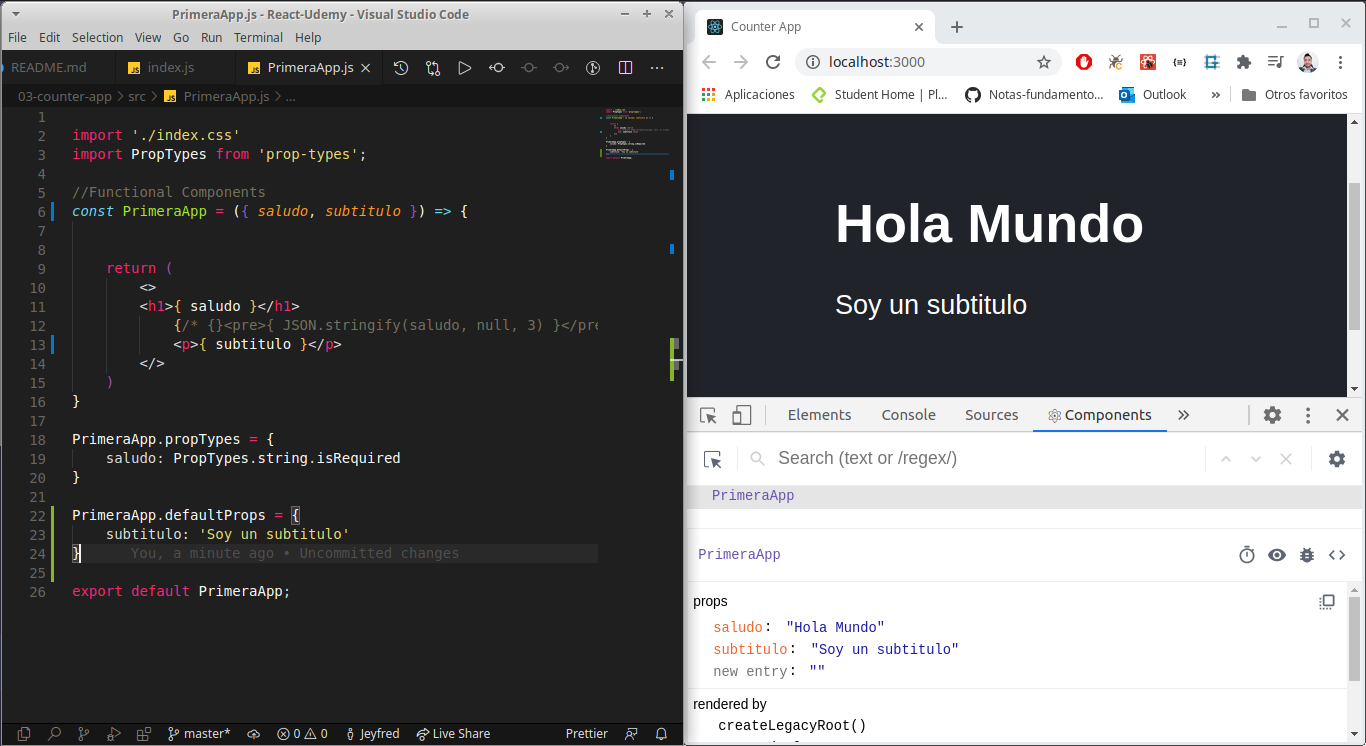 PrimeraApp.js - React-Udemy - Visual Studio Code
File Edit Selection View Go Run Terminal Help
README.md
index.js
PrimeraApp.js
03-counter-app > src > PrimeraApp.js > ...
1
2 import './index.css'
3 import PropTypes from 'prop-types';
4
5 //Functional Components
6 const PrimeraApp = ({ saludo, subtitulo }) => {
7
8
9 return (
10 <>
11 <h1>{ saludo }</h1>
12 {/* {}<pre>{ JSON.stringify(saludo, null, 3) }</pre
13 <p>{ subtitulo }</p>
14 </>
15 )
16 }
17
18 PrimeraApp.propTypes = {
19 saludo: PropTypes.string.isRequired
20 }
21
22 PrimeraApp.defaultProps = {
23 subtitulo: 'Soy un subtitulo'
24 } You, a minute ago • Uncommitted changes
25
26 export default PrimeraApp;
master* 0 0 Jeyfred Live Share Prettier
Counter App
localhost:3000
Aplicaciones Student Home | Pl... Notas-fundamento... Outlook » Otros favoritos
Hola Mundo
Soy un subtitulo
Elements Console Sources Components »
Search (text or /regex/)
PrimeraApp
PrimeraApp
props
saludo: "Hola Mundo"
subtitulo: "Soy un subtitulo"
new entry: ""
rendered by
createLegacyRoot()